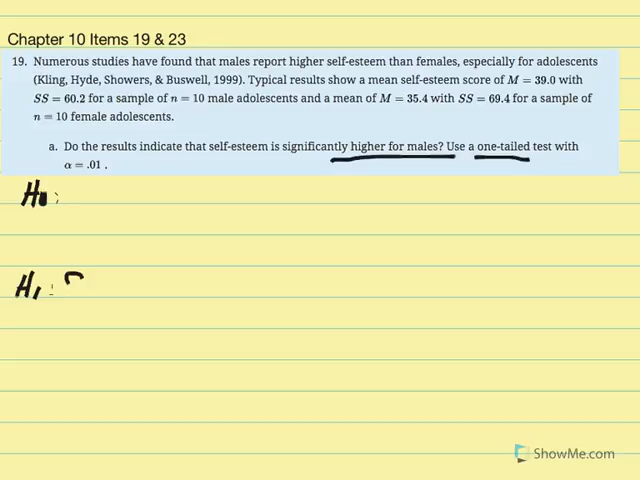 Chapter 10 Items 19 & 23
19. Numerous studies have found that males report higher self-esteem than females, especially for adolescents
(Kling, Hyde, Showers, & Buswell, 1999). Typical results show a mean self-esteem score of M = 39.0 with
SS = 60.2 for a sample of n = 10 male adolescents and a mean of M = 35.4 with SS = 69.4 for a sample of
n = 10 female adolescents.
a. Do the results indicate that self-esteem is significantly higher for males? Use a one-tailed test with
α = .01 .
H0 :
H1 :
ShowMe.com